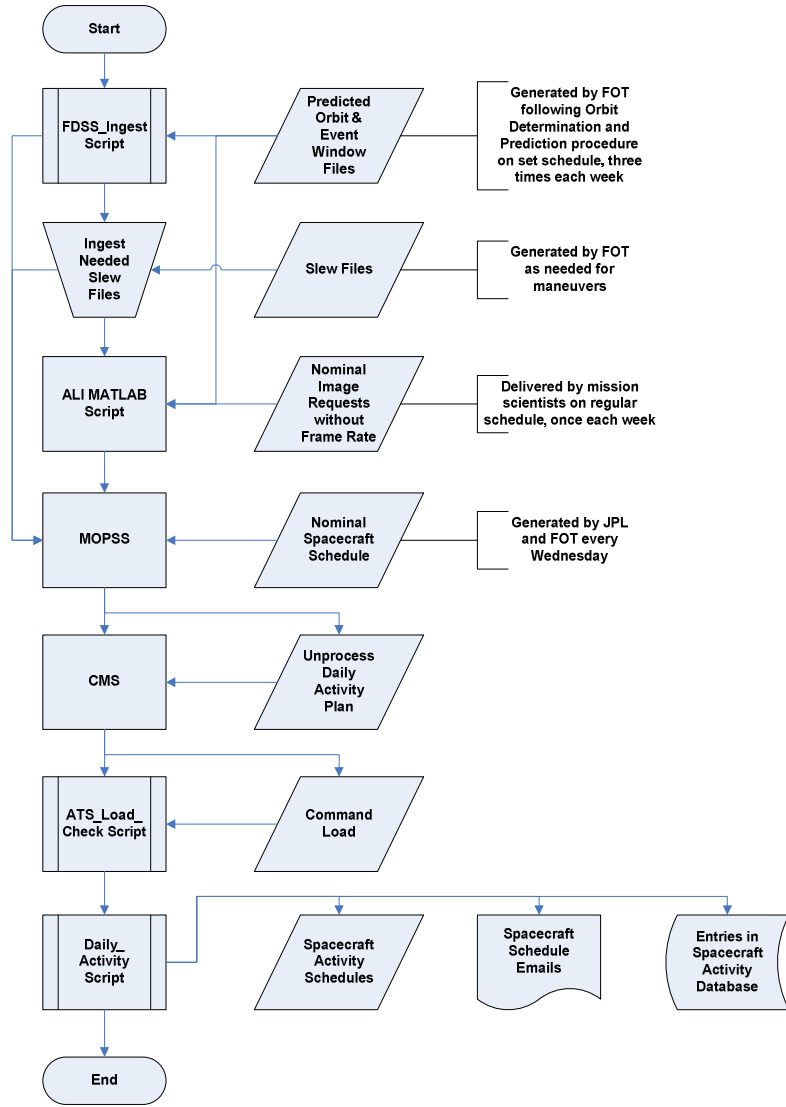 Start
FDSS_Ingest
Script
Predicted
Orbit &
Event
Window
Files
Generated by FOT
following Orbit
Determination and
Prediction procedure
on set schedule, three
times each week
Ingest
Needed
Slew
Files
Slew Files
Generated by FOT
as needed for
maneuvers
ALI MATLAB
Script
Nominal
Image
Requests
without
Frame Rate
Delivered by mission
scientists on regular
schedule, once each week
MOPSS
Nominal
Spacecraft
Schedule
Generated by JPL
and FOT every
Wednesday
CMS
Unprocess
Daily
Activity
Plan
ATS_Load_
Check Script
Command
Load
Daily_
Activity
Script
Spacecraft
Activity
Schedules
Spacecraft
Schedule
Emails
Entries in
Spacecraft
Activity
Database
End